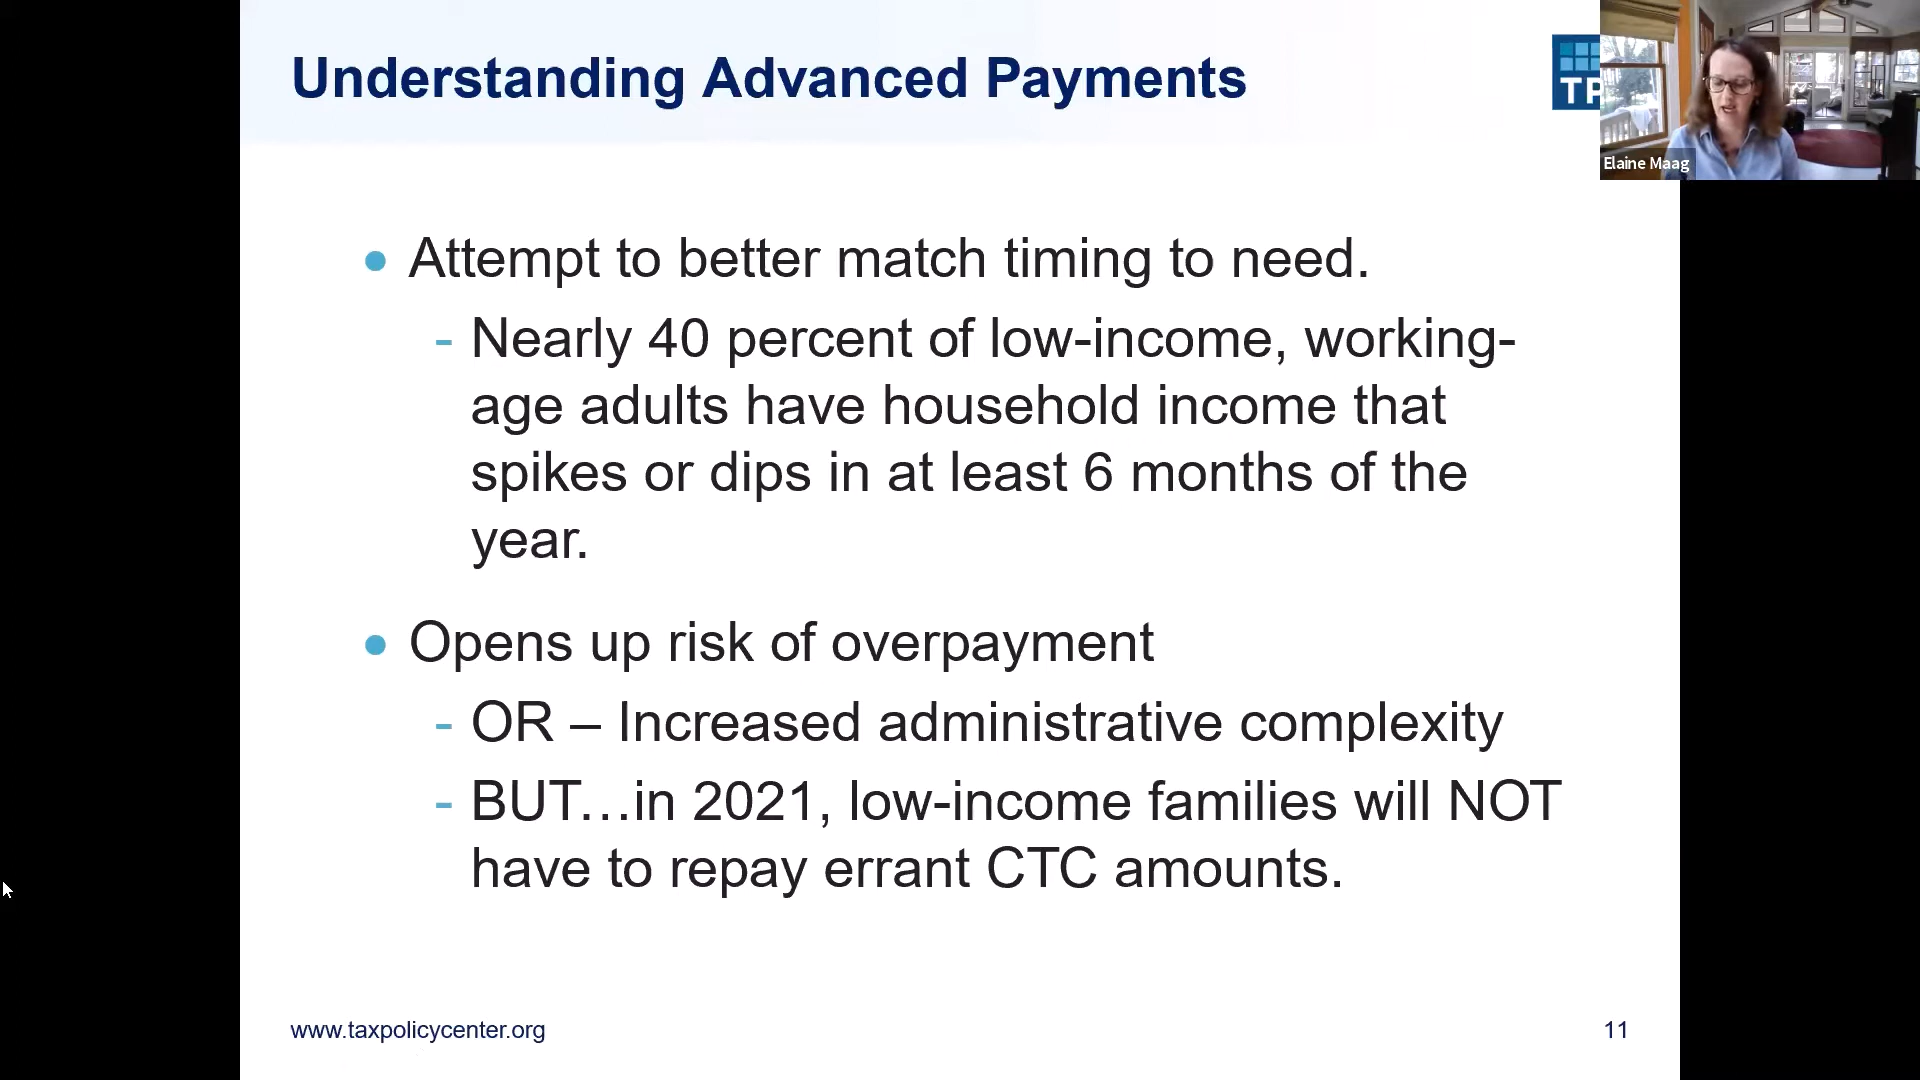 Understanding Advanced Payments
TP
Elaine Maag
• Attempt to better match timing to need.
- Nearly 40 percent of low-income, working-
age adults have household income that
spikes or dips in at least 6 months of the
year.
• Opens up risk of overpayment
- OR – Increased administrative complexity
- BUT…in 2021, low-income families will NOT
have to repay errant CTC amounts.
www.taxpolicycenter.org
11